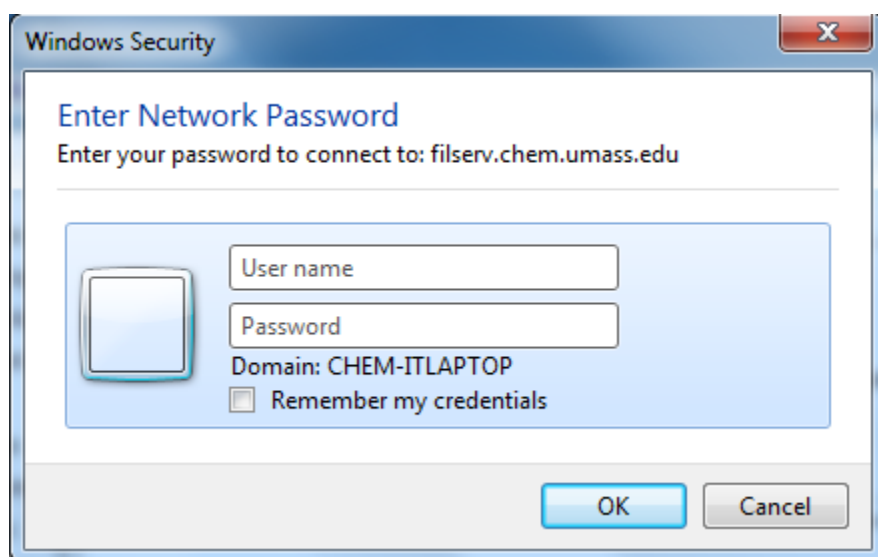 Windows Security
Enter Network Password
Enter your password to connect to: filserv.chem.umass.edu
User name
Password
Domain: CHEM-ITLAPTOP
Remember my credentials
OK Cancel